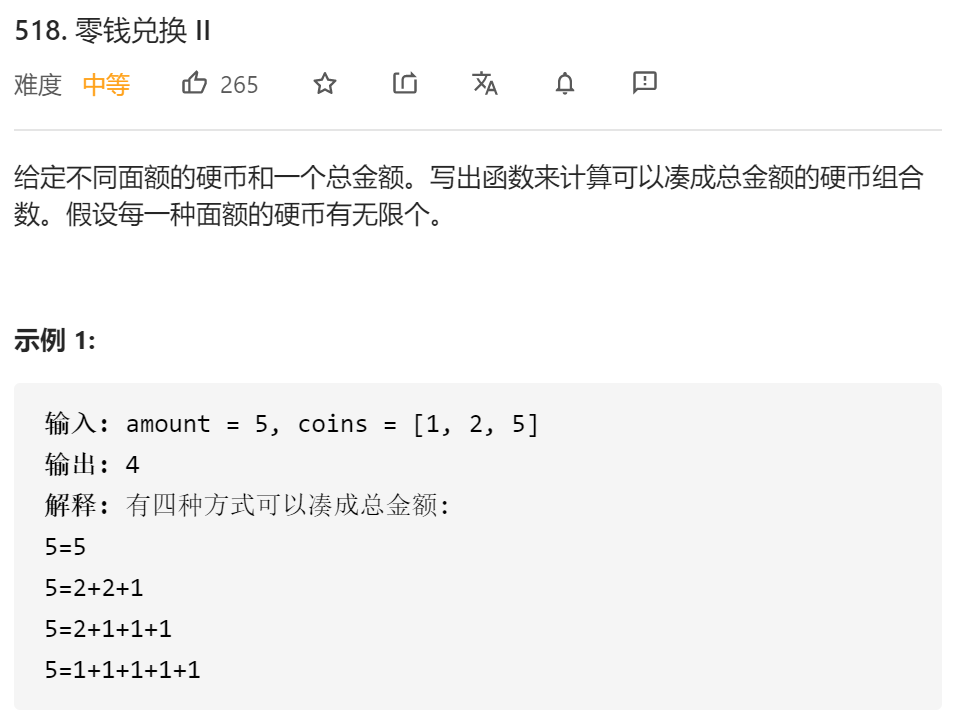 518. 零钱兑换 II
难度 中等 265
给定不同面额的硬币和一个总金额。写出函数来计算可以凑成总金额的硬币组合
数。假设每一种面额的硬币有无限个。
示例 1:
输入: amount = 5, coins = [1, 2, 5]
输出: 4
解释: 有四种方式可以凑成总金额:
5=5
5=2+2+1
5=2+1+1+1
5=1+1+1+1+1